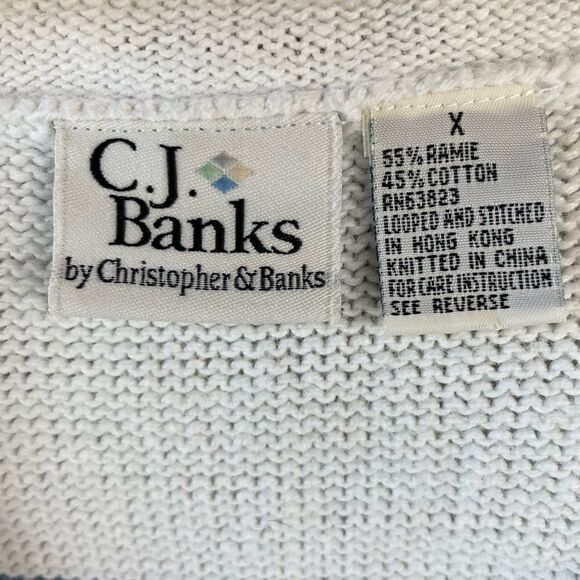 C.J.
Banks
by Christopher & Banks
X
55% RAMIE
45% COTTON
RN63823
LOOPED AND STITCHED
IN HONG KONG
KNITTED IN CHINA
FOR CARE INSTRUCTION
SEE REVERSE